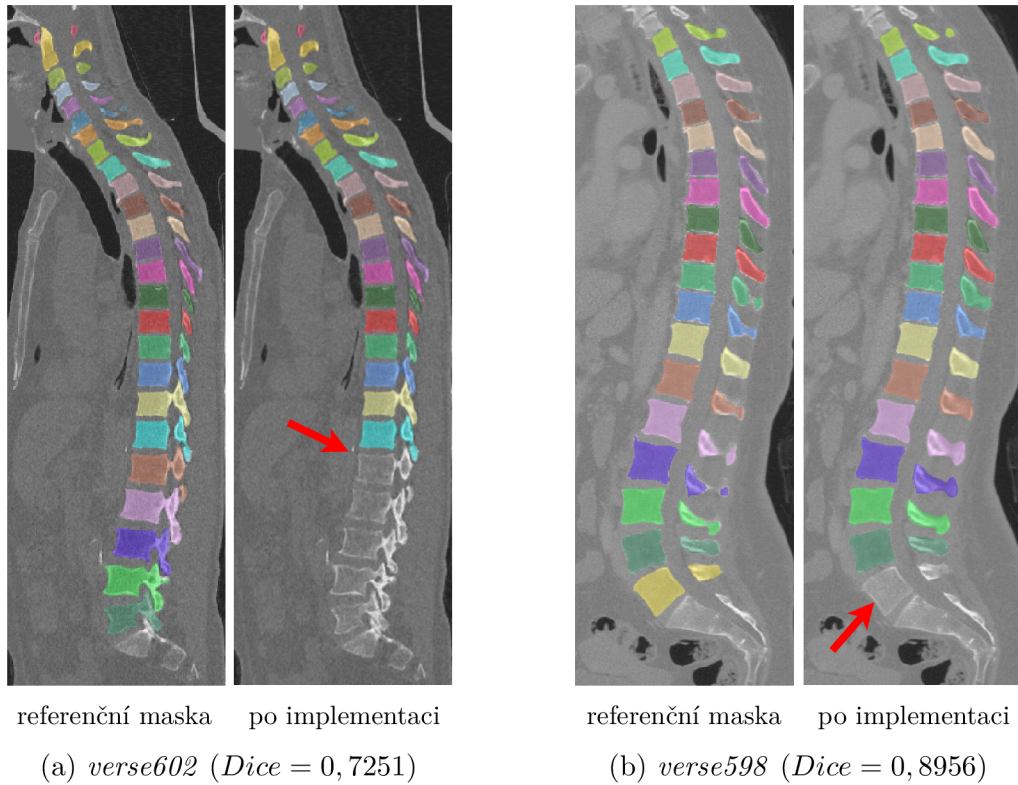 referenční maska po implementaci referenční maska po implementaci
(a) verse602 (Dice = 0, 7251) (b) verse598 (Dice = 0, 8956)